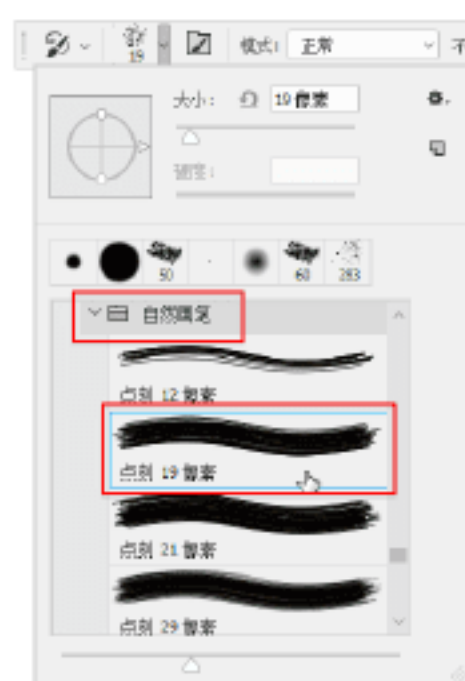 19
模式: 正常
不
大小: 19 像素
硬度:
50
60
283
自然画笔
点刻 12 像素
点刻 19 像素
点刻 21 像素
点刻 29 像素